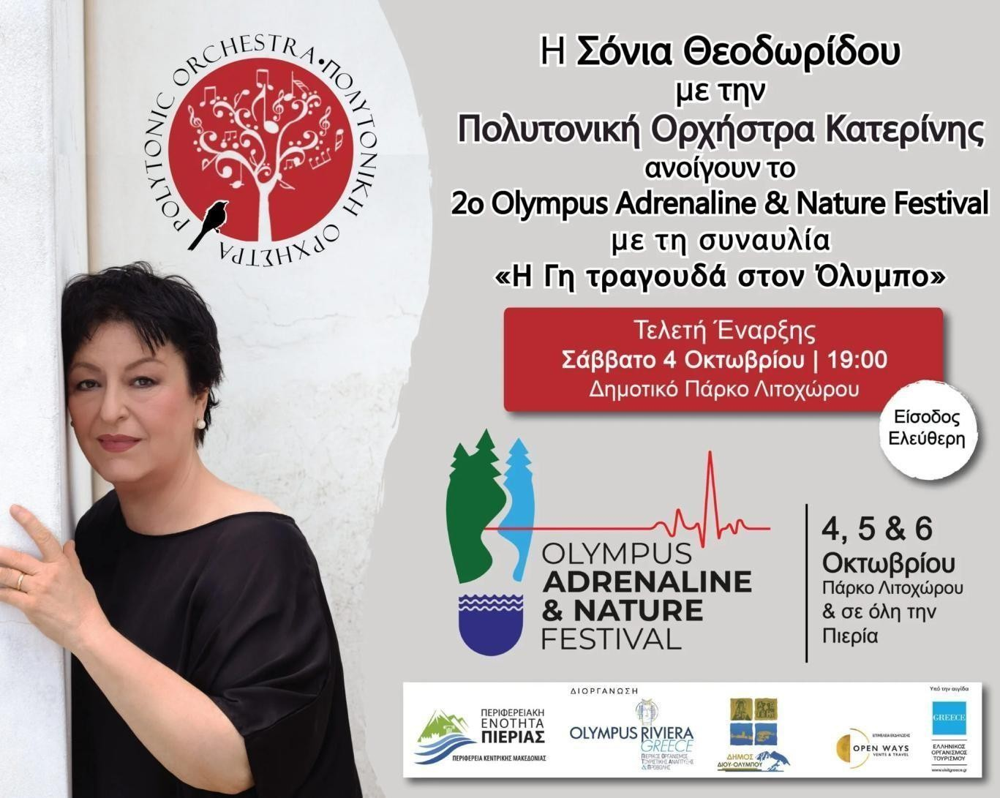 POLYTONIC ORCHESTRA • ΠΟΛΥΤΟΝΙΚΗ ΟΡΧΗΣΤΡΑ
Η Σόνια Θεοδωρίδου
με την
Πολυτονική Ορχήστρα Κατερίνης
ανοίγουν το
2ο Olympus Adrenaline & Nature Festival
με τη συναυλία
«Η Γη τραγουδά στον Όλυμπο»
Τελετή Έναρξης
Σάββατο 4 Οκτωβρίου | 19:00
Δημοτικό Πάρκο Λιτοχώρου
Είσοδος
Ελεύθερη
OLYMPUS
ADRENALINE
& NATURE
FESTIVAL
4, 5 & 6
Οκτωβρίου
Πάρκο Λιτοχώρου
& σε όλη την
Πιερία
ΔΙΟΡΓΑΝΩΣΗ
Υπό την αιγίδα
ΠΕΡΙΦΕΡΕΙΑΚΗ
ΕΝΟΤΗΤΑ
ΠΙΕΡΙΑΣ
ΠΕΡΙΦΕΡΕΙΑ ΚΕΝΤΡΙΚΗΣ ΜΑΚΕΔΟΝΙΑΣ
OLYMPUS RIVIERA
GREECE
ΠΙΕΡΙΚΟΣ ΟΡΓΑΝΙΣΜΟΣ
ΤΟΥΡΙΣΤΙΚΗΣ ΑΝΑΠΤΥΞΗΣ
& ΠΡΟΒΟΛΗΣ
ΔΗΜΟΣ
ΔΙΟΥ-ΟΛΥΜΠΟΥ
ΕΠΙΜΕΛΕΙΑ ΕΚΔΗΛΩΣΗΣ
OPEN WAYS
VENTS & TRAVEL
GREECE
ΕΛΛΗΝΙΚΟΣ
ΟΡΓΑΝΙΣΜΟΣ
ΤΟΥΡΙΣΜΟΥ
www.visitgreece.gr